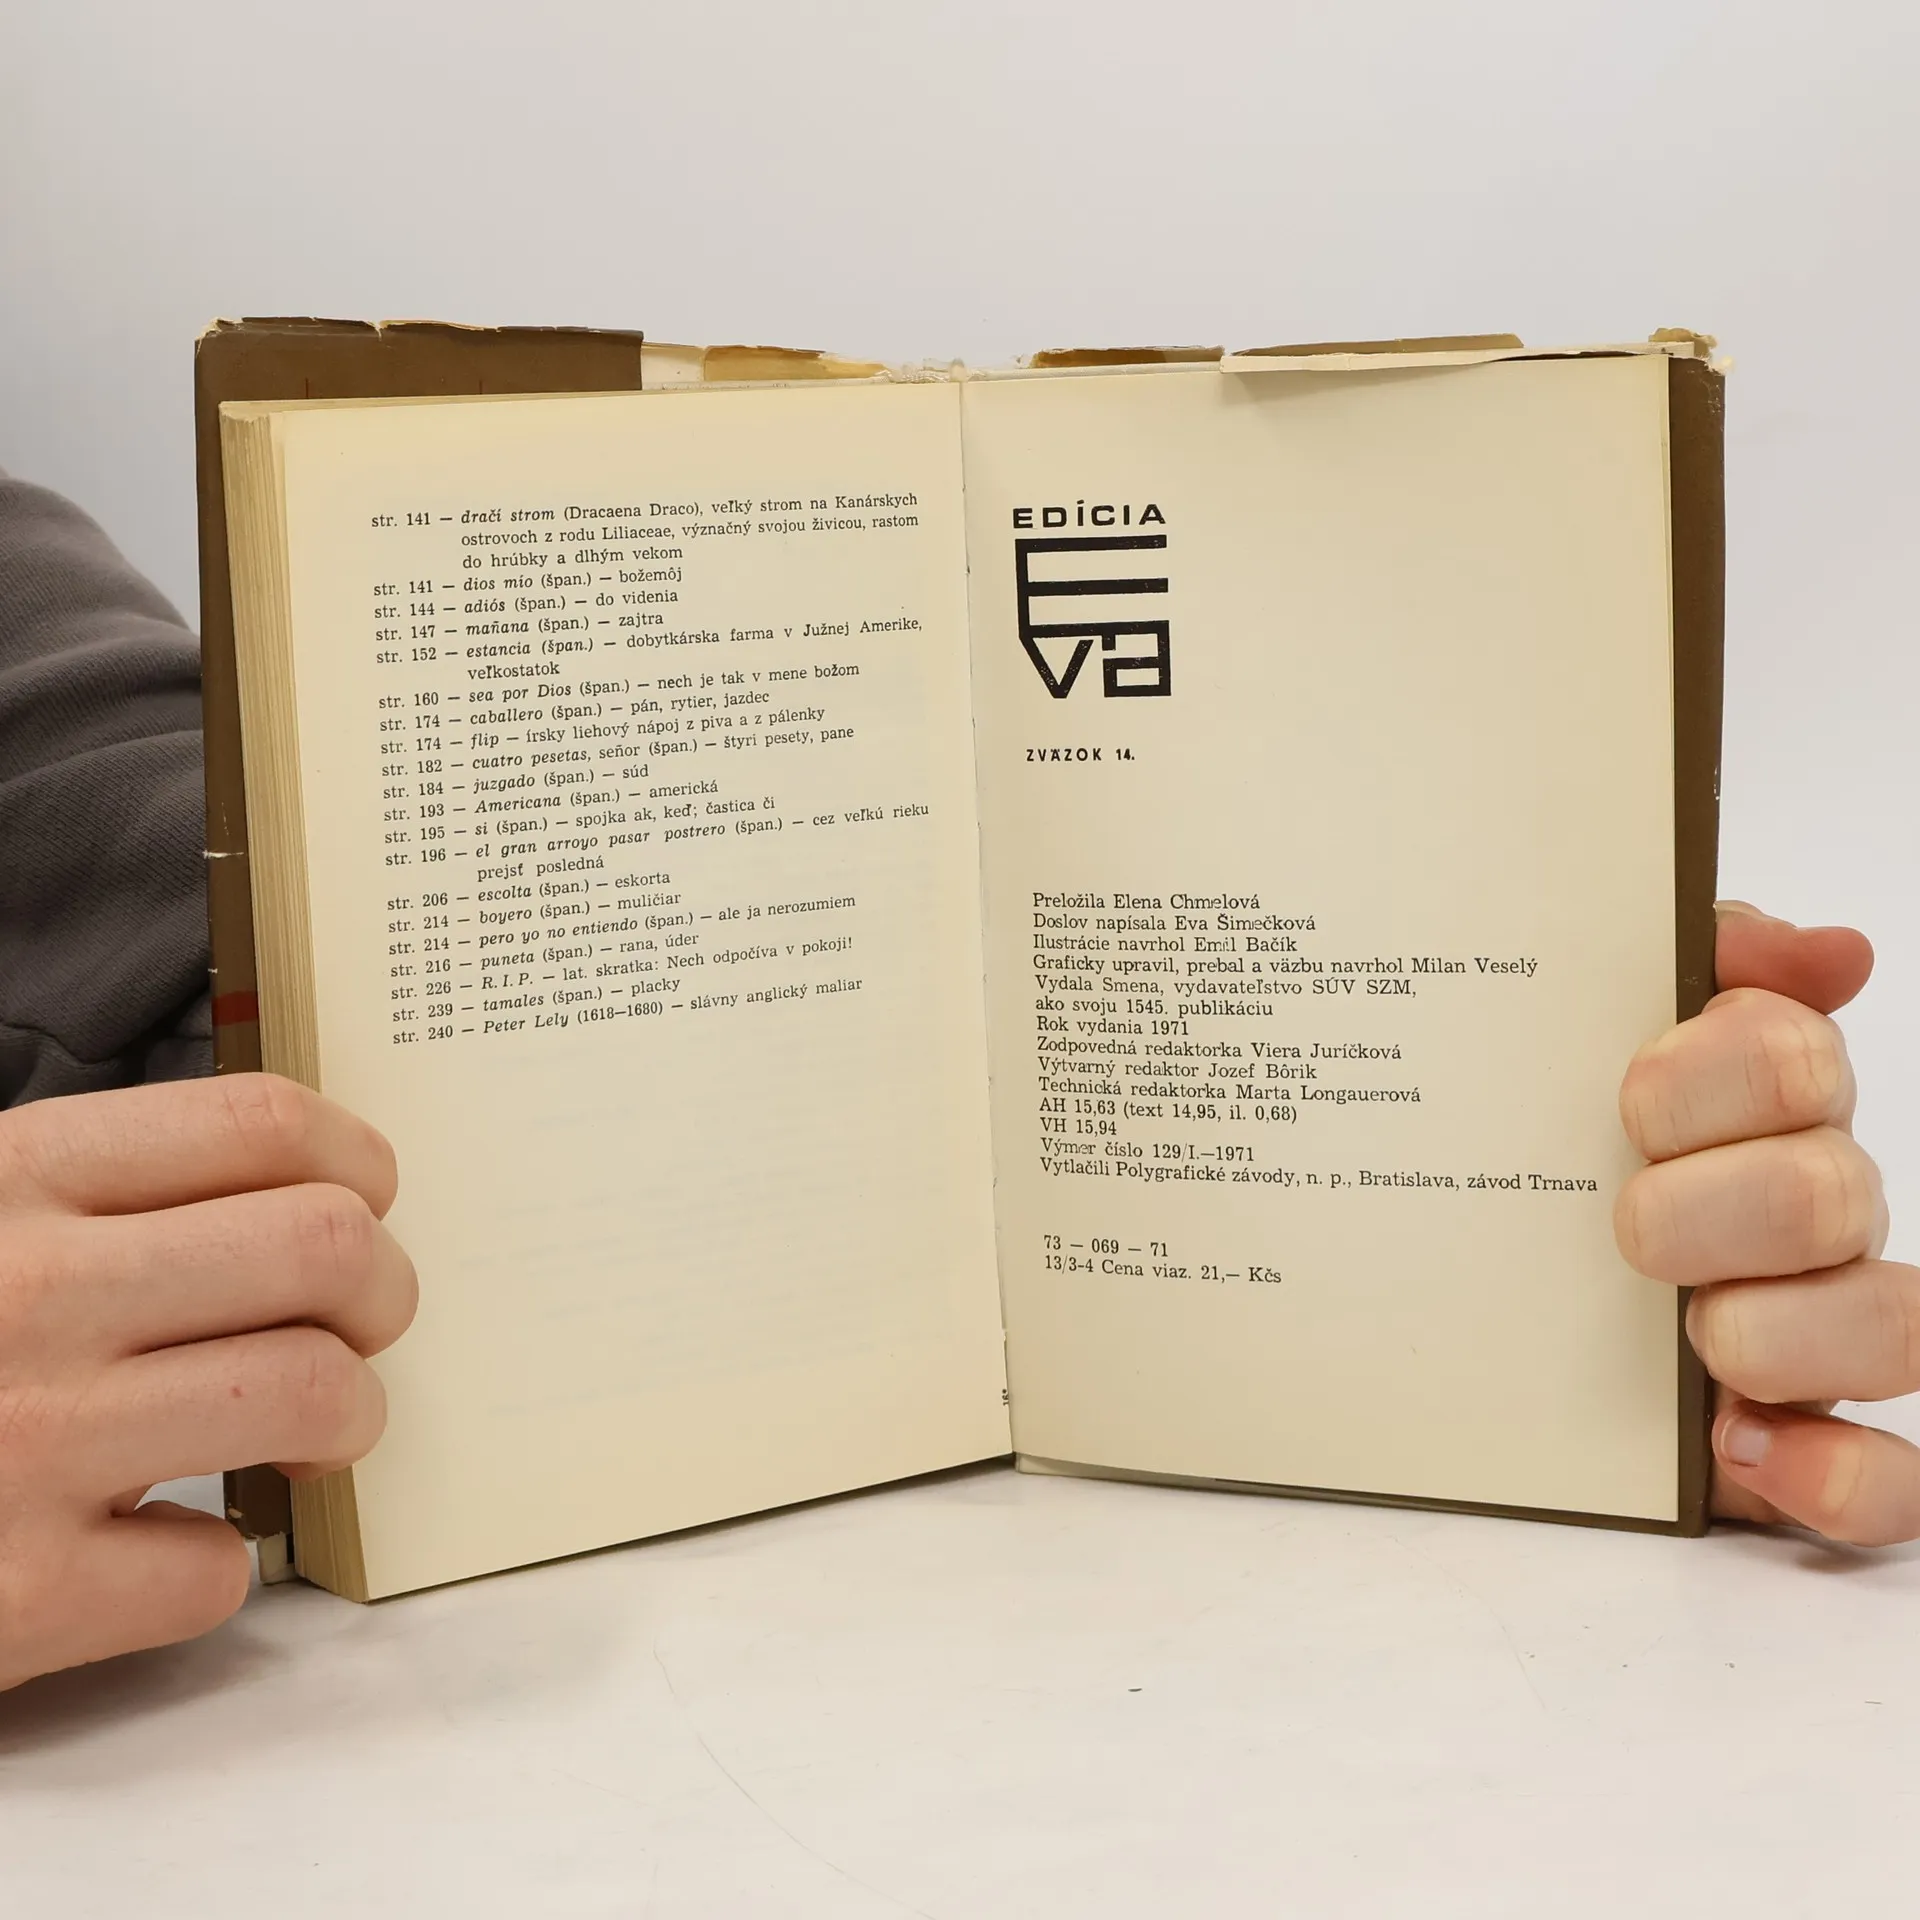 str. 141 — dračí strom (Dracaena Draco), veľký strom na Kanárskych
ostrovoch z rodu Liliaceae, význačný svojou živicou, rastom
do hrúbky a dlhým vekom
str. 141 — dios mío (špan.) — božemôj
str. 144 — adiós (špan.) — do videnia
str. 147 — mañana (špan.) — zajtra
str. 152 — estancia (špan.) — dobytkárska farma v Južnej Amerike,
veľkostatok
str. 160 — sea por Dios (špan.) — nech je tak v mene božom
str. 174 — caballero (špan.) — pán, rytier, jazdec
str. 174 — flip — írsky liehový nápoj z piva a z pálenky
str. 182 — cuatro pesetas, señor (špan.) — štyri pesety, pane
str. 184 — juzgado (špan.) — súd
str. 193 — Americana (špan.) — americká
str. 195 — si (špan.) — spojka ak, keď; častica či
str. 196 — el gran arroyo pasar postrero (špan.) — cez veľkú rieku
prejsť posledná
str. 206 — escolta (špan.) — eskorta
str. 214 — boyero (špan.) — muličiar
str. 214 — pero yo no entiendo (špan.) — ale ja nerozumiem
str. 216 — puneta (špan.) — rana, úder
str. 226 — R. I. P. — lat. skratka: Nech odpočíva v pokoji!
str. 239 — tamales (špan.) — placky
str. 240 — Peter Lely (1618—1680) — slávny anglický maliar
16*
EDÍCIA
Eva
ZVÄZOK 14.
Preložila Elena Chmelová
Doslov napísala Eva Šimečková
Ilustrácie navrhol Emil Bačík
Graficky upravil, prebal a väzbu navrhol Milan Veselý
Vydala Smena, vydavateľstvo SÚV SZM,
ako svoju 1545. publikáciu
Rok vydania 1971
Zodpovedná redaktorka Viera Juríčková
Výtvarný redaktor Jozef Bôrik
Technická redaktorka Marta Longauerová
AH 15,63 (text 14,95, il. 0,68)
VH 15,94
Výmer číslo 129/I.—1971
Vytlačili Polygrafické závody, n. p., Bratislava, závod Trnava
73 — 069 — 71
13/3-4 Cena viaz. 21,— Kčs